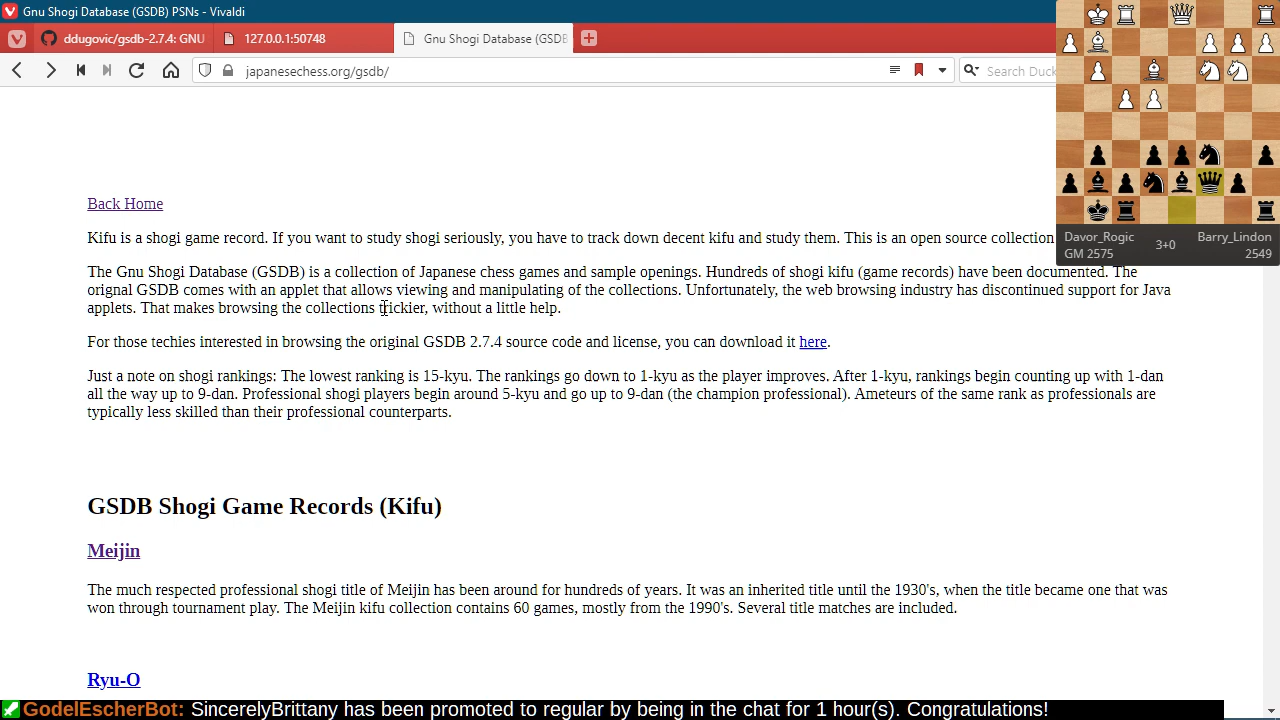 Gnu Shogi Database (GSDB) PSNs - Vivaldi
ddugovic/gsdb-2.7.4: GNU
127.0.0.1:50748
Gnu Shogi Database (GSDB
japanesechess.org/gsdb/
Search Duck
Back Home
Kifu is a shogi game record. If you want to study shogi seriously, you have to track down decent kifu and study them. This is an open source collection
Davor_Rogic
GM 2575
3+0
Barry_Lindon
2549
The Gnu Shogi Database (GSDB) is a collection of Japanese chess games and sample openings. Hundreds of shogi kifu (game records) have been documented. The
orignal GSDB comes with an applet that allows viewing and manipulating of the collections. Unfortunately, the web browsing industry has discontinued support for Java
applets. That makes browsing the collections trickier, without a little help.
For those techies interested in browsing the original GSDB 2.7.4 source code and license, you can download it here.
Just a note on shogi rankings: The lowest ranking is 15-kyu. The rankings go down to 1-kyu as the player improves. After 1-kyu, rankings begin counting up with 1-dan
all the way up to 9-dan. Professional shogi players begin around 5-kyu and go up to 9-dan (the champion professional). Ameteurs of the same rank as professionals are
typically less skilled than their professional counterparts.
GSDB Shogi Game Records (Kifu)
Meijin
The much respected professional shogi title of Meijin has been around for hundreds of years. It was an inherited title until the 1930's, when the title became one that was
won through tournament play. The Meijin kifu collection contains 60 games, mostly from the 1990's. Several title matches are included.
Ryu-O
GodelEscherBot: SincerelyBrittany has been promoted to regular by being in the chat for 1 hour(s). Congratulations!